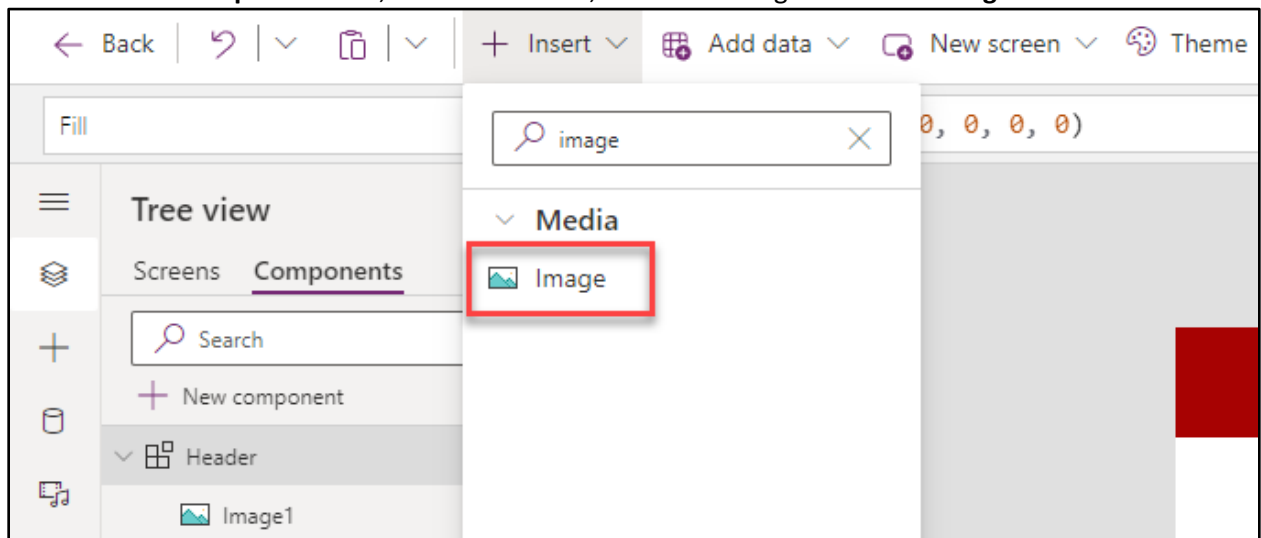 Back
Insert
Add data
New screen
Theme
Fill
image
0, 0, 0, 0)
Tree view
Media
Screens Components
Image
Search
New component
Header
Image1